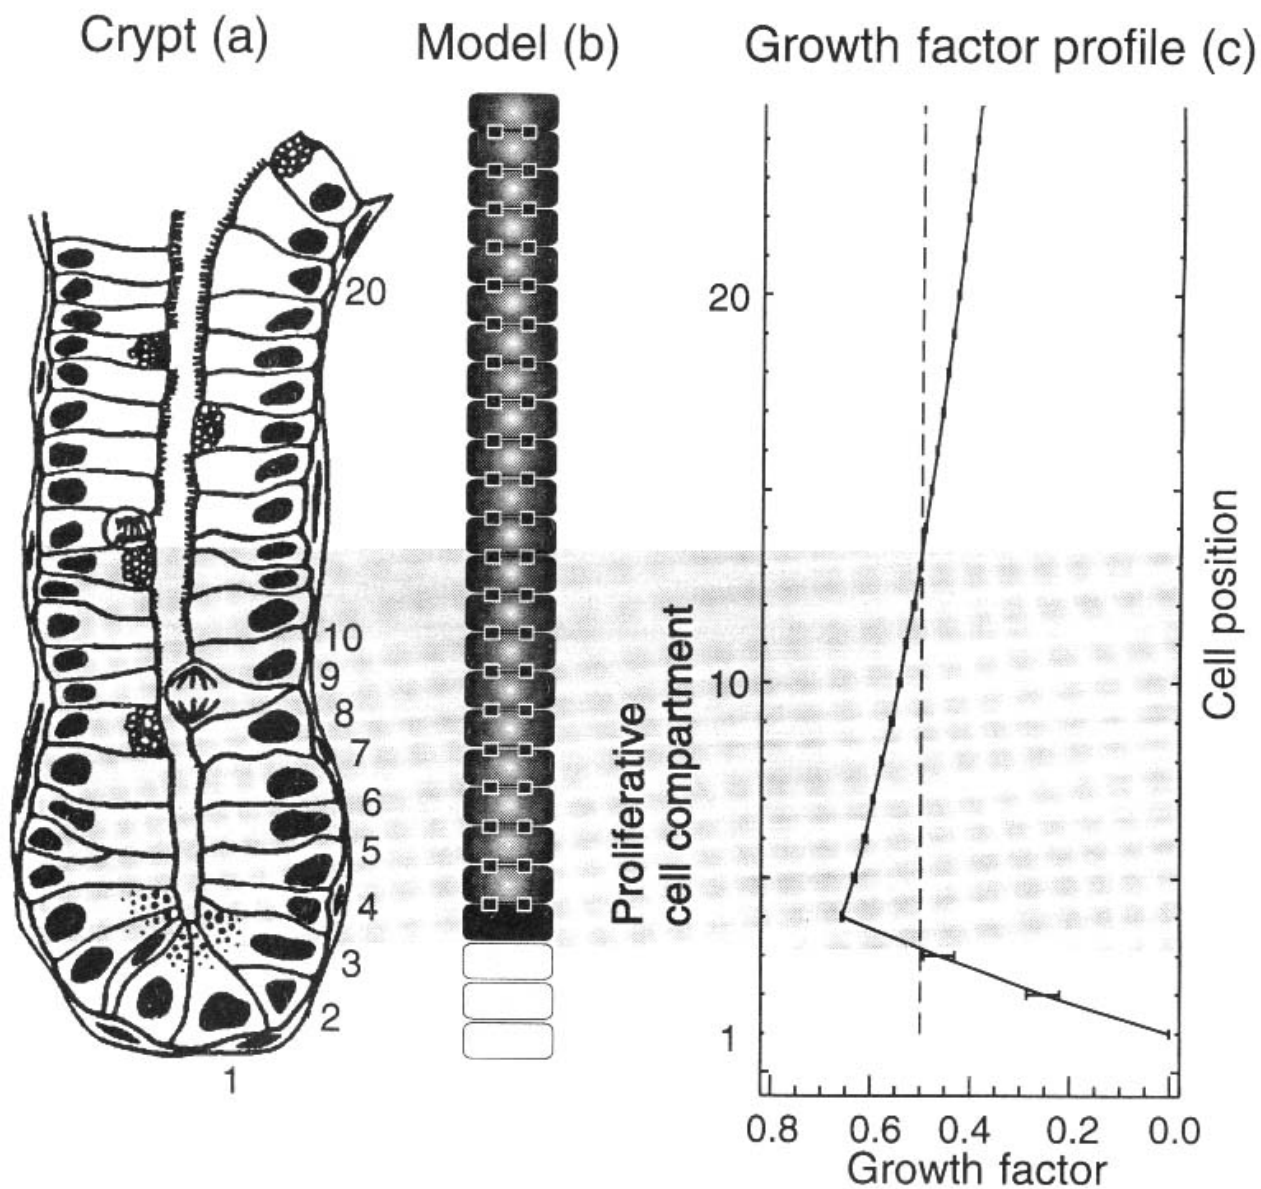 Crypt (a)
Model (b)
Growth factor profile (c)
20
10
9
8
7
6
5
4
3
2
1
Proliferative
cell compartment
20
10
1
Cell position
0.8 0.6 0.4 0.2 0.0
Growth factor